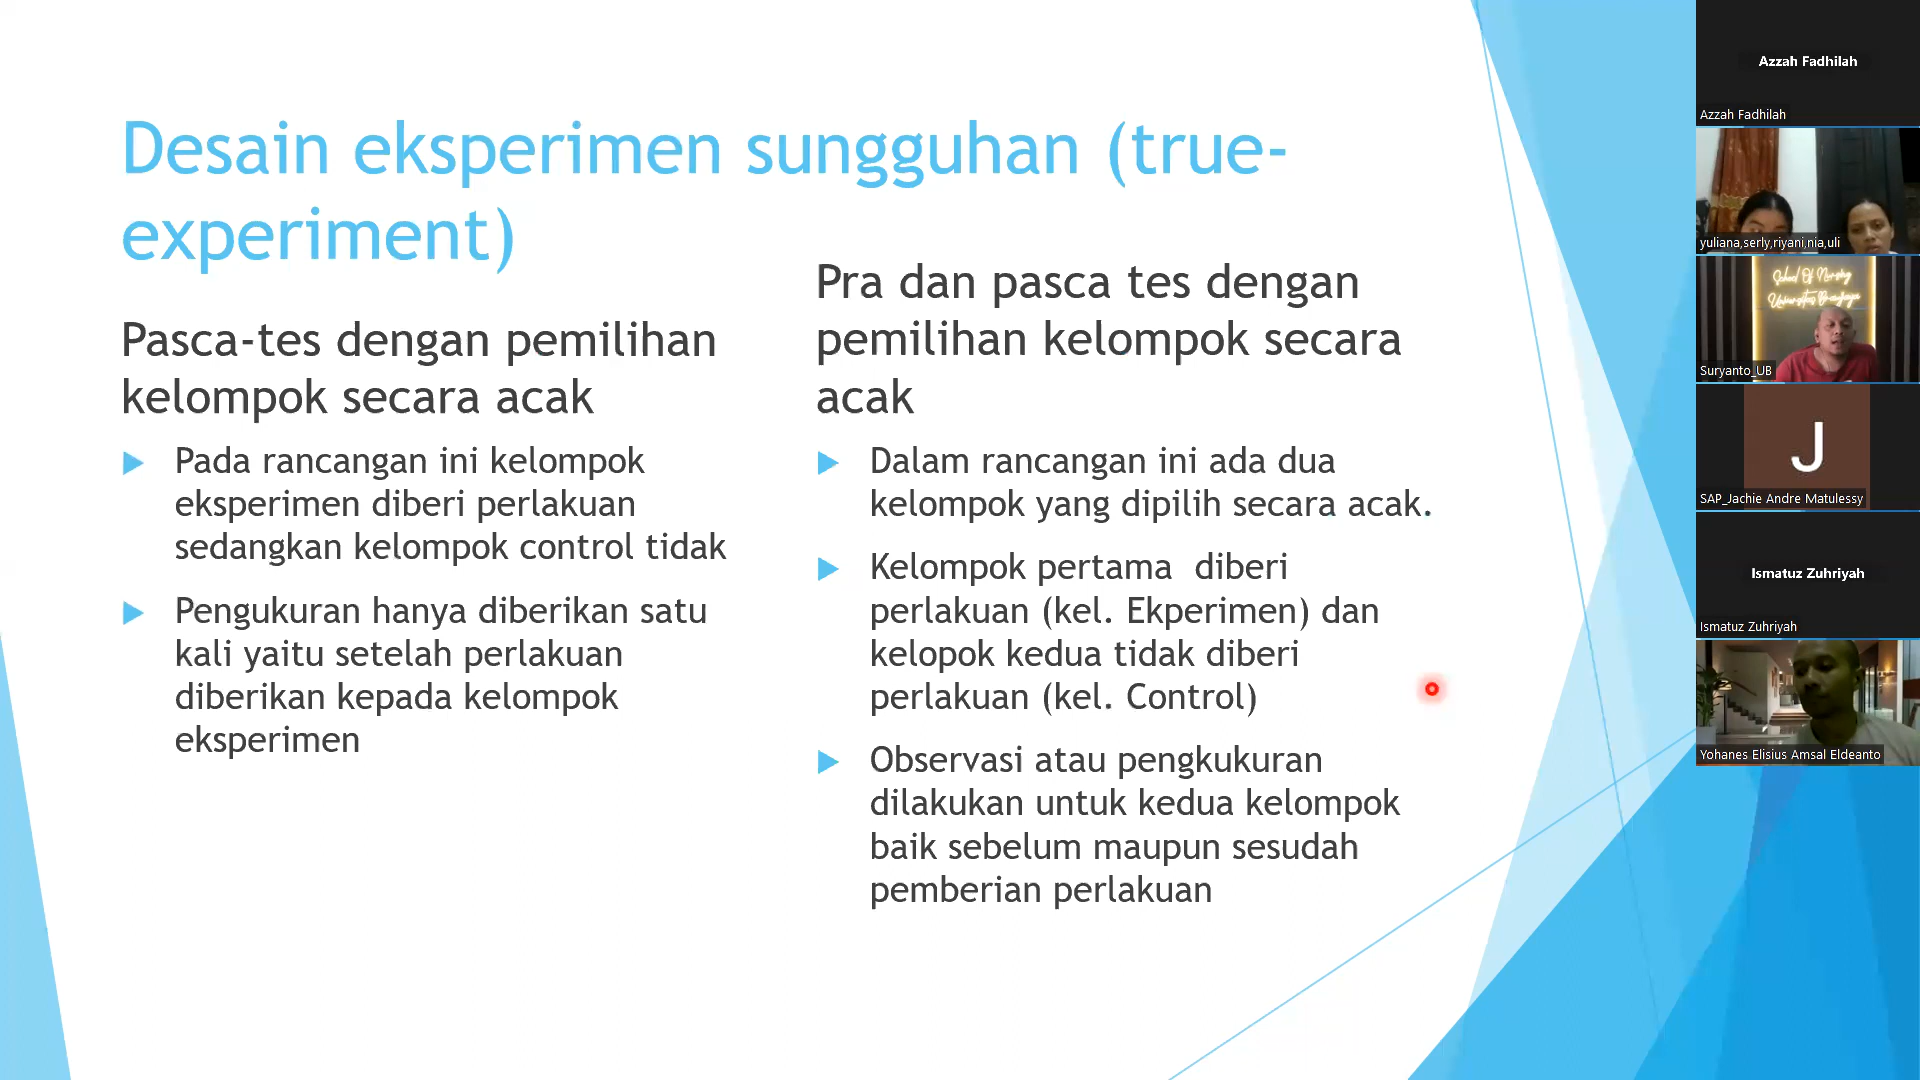 Desain eksperimen sungguhan (true-
experiment)
Pasca-tes dengan pemilihan
kelompok secara acak
Pada rancangan ini kelompok
eksperimen diberi perlakuan
sedangkan kelompok control tidak
Pengukuran hanya diberikan satu
kali yaitu setelah perlakuan
diberikan kepada kelompok
eksperimen
Pra dan pasca tes dengan
pemilihan kelompok secara
acak
Dalam rancangan ini ada dua
kelompok yang dipilih secara acak.
Kelompok pertama  diberi
perlakuan (kel. Ekperimen) dan
kelopok kedua tidak diberi
perlakuan (kel. Control)
Observasi atau pengkukuran
dilakukan untuk kedua kelompok
baik sebelum maupun sesudah
pemberian perlakuan
Azzah Fadhilah
Azzah Fadhilah
yuliana,serly,riyani,nia,uli
School Of Nursing
Universitas Brawijaya
Suryanto_UB
J
SAP_Jachie Andre Matulessy
Ismatuz Zuhriyah
Ismatuz Zuhriyah
Yohanes Elisius Amsal Eldeanto